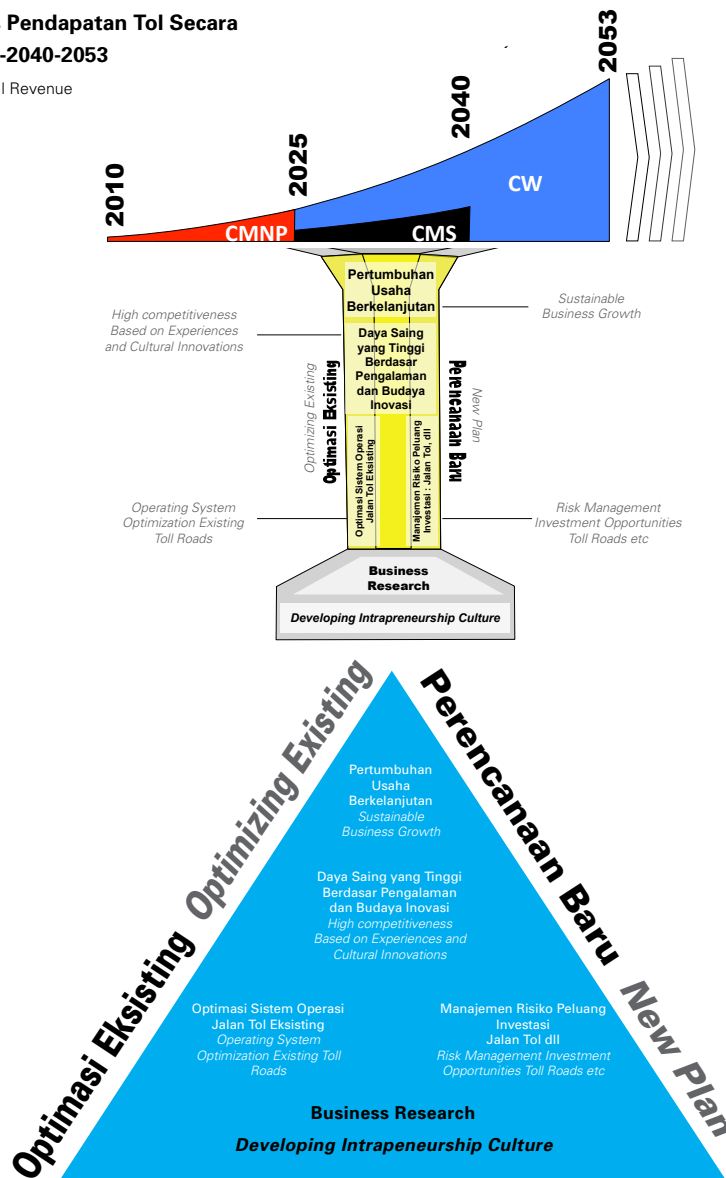 Pendapatan Tol Secara
-2040-2053
l Revenue
2010
2025
2040
2053
CMNP
CMS
CW
Pertumbuhan
Usaha
Berkelanjutan
Sustainable
Business Growth
High competitiveness
Based on Experiences
and Cultural Innovations
Daya Saing
yang Tinggi
Berdasar
Pengalaman
dan Budaya
Inovasi
Optimizing Existing
Optimasi Eksisting
Perencanaan Baru
New Plan
Optimasi Sistem Operasi
Jalan Tol Eksisting
Manajemen Risiko Peluang
Investasi : Jalan Tol, dll
Operating System
Optimization Existing
Toll Roads
Risk Management
Investment Opportunities
Toll Roads etc
Business
Research
Developing Intrapreneurship Culture
Optimasi Eksisting Optimizing Existing
Perencanaan Baru New Plan
Pertumbuhan
Usaha
Berkelanjutan
Sustainable
Business Growth
Daya Saing yang Tinggi
Berdasar Pengalaman
dan Budaya Inovasi
High competitiveness
Based on Experiences and
Cultural Innovations
Optimasi Sistem Operasi
Jalan Tol Eksisting
Operating System
Optimization Existing Toll
Roads
Manajemen Risiko Peluang
Investasi
Jalan Tol dll
Risk Management Investment
Opportunities Toll Roads etc
Business Research
Developing Intrapeneurship Culture